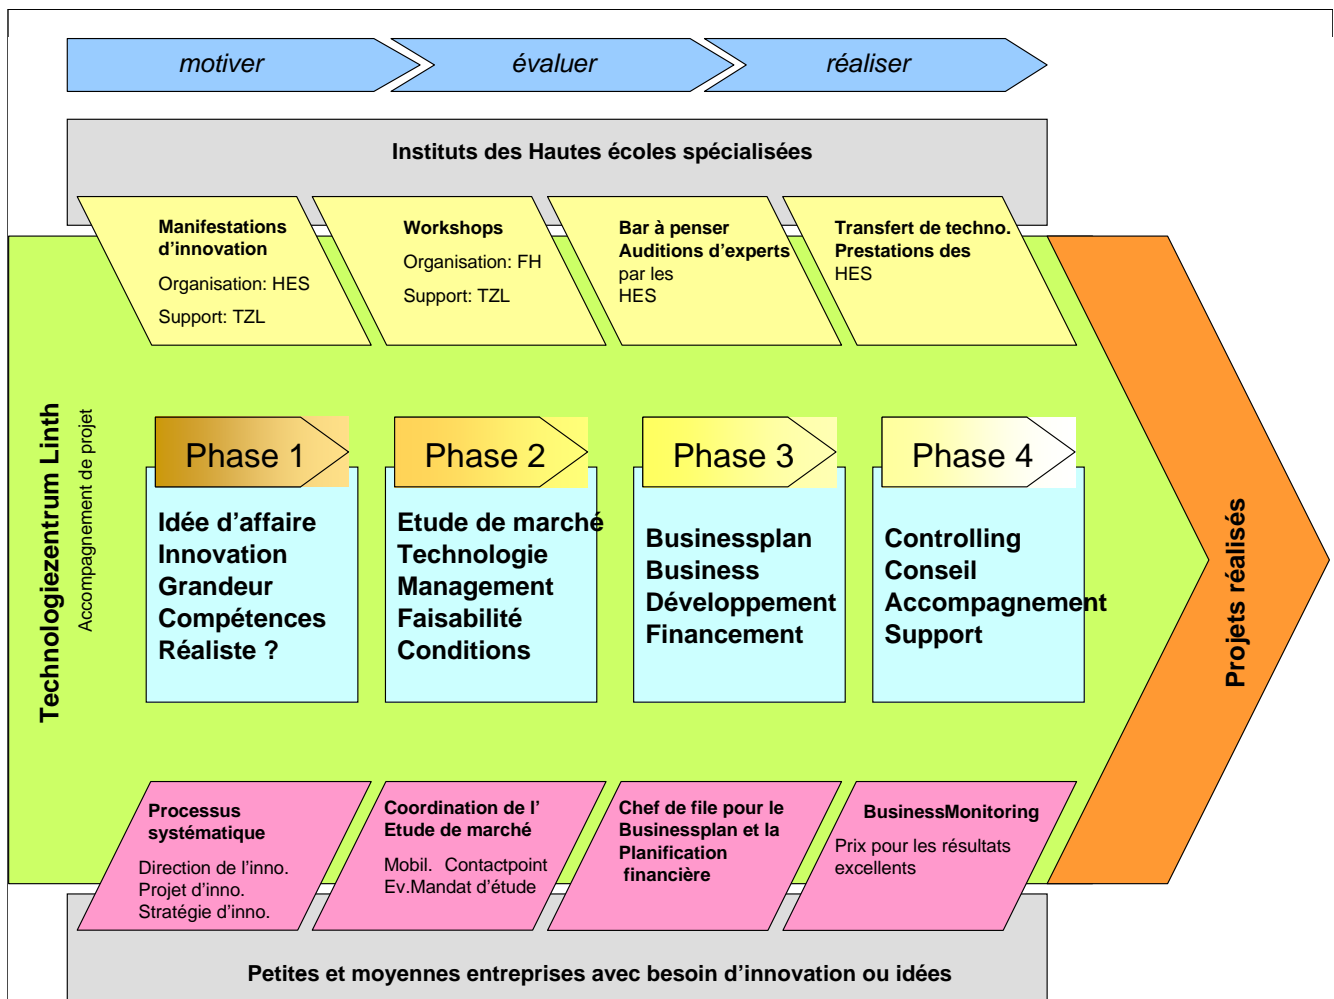 motiver
évaluer
réaliser
Instituts des Hautes écoles spécialisées
Manifestations
d’innovation
Organisation: HES
Support: TZL
Workshops
Organisation: FH
Support: TZL
Bar à penser
Auditions d’experts
par les
HES
Transfert de techno.
Prestations des
HES
Technologiezentrum Linth
Accompagnement de projet
Phase 1
Idée d’affaire
Innovation
Grandeur
Compétences
Réaliste ?
Phase 2
Etude de marché
Technologie
Management
Faisabilité
Conditions
Phase 3
Businessplan
Business
Développement
Financement
Phase 4
Controlling
Conseil
Accompagnement
Support
Projets réalisés
Processus
systématique
Direction de l’inno.
Projet d’inno.
Stratégie d’inno.
Coordination de l’
Etude de marché
Mobil. Contactpoint
Ev.Mandat d’étude
Chef de file pour le
Businessplan et la
Planification
financière
BusinessMonitoring
Prix pour les résultats
excellents
Petites et moyennes entreprises avec besoin d’innovation ou idées